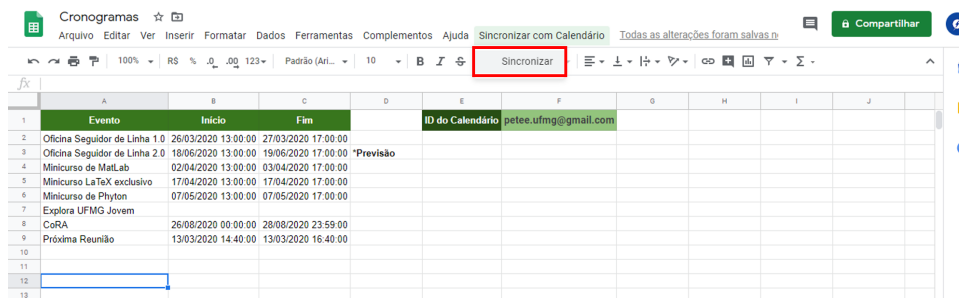 Cronogramas
Arquivo Editar Ver Inserir Formatar Dados Ferramentas Complementos Ajuda Sincronizar com Calendário Todas as alterações foram salvas n
Compartilhar
100% R$ % .0 .00 123 Padrão (Ari... 10 B I S Sincronizar
fx
A B C D E F G H I J
1 Evento Início Fim ID do Calendário petee.ufmg@gmail.com
2 Oficina Seguidor de Linha 1.0 26/03/2020 13:00:00 27/03/2020 17:00:00
3 Oficina Seguidor de Linha 2.0 18/06/2020 13:00:00 19/06/2020 17:00:00 *Previsão
4 Minicurso de MatLab 02/04/2020 13:00:00 03/04/2020 17:00:00
5 Minicurso LaTeX exclusivo 17/04/2020 13:00:00 17/04/2020 17:00:00
6 Minicurso de Phyton 07/05/2020 13:00:00 07/05/2020 17:00:00
7 Explora UFMG Jovem
8 CoRA 26/08/2020 00:00:00 28/08/2020 23:59:00
9 Próxima Reunião 13/03/2020 14:40:00 13/03/2020 16:40:00
10
11
12
13